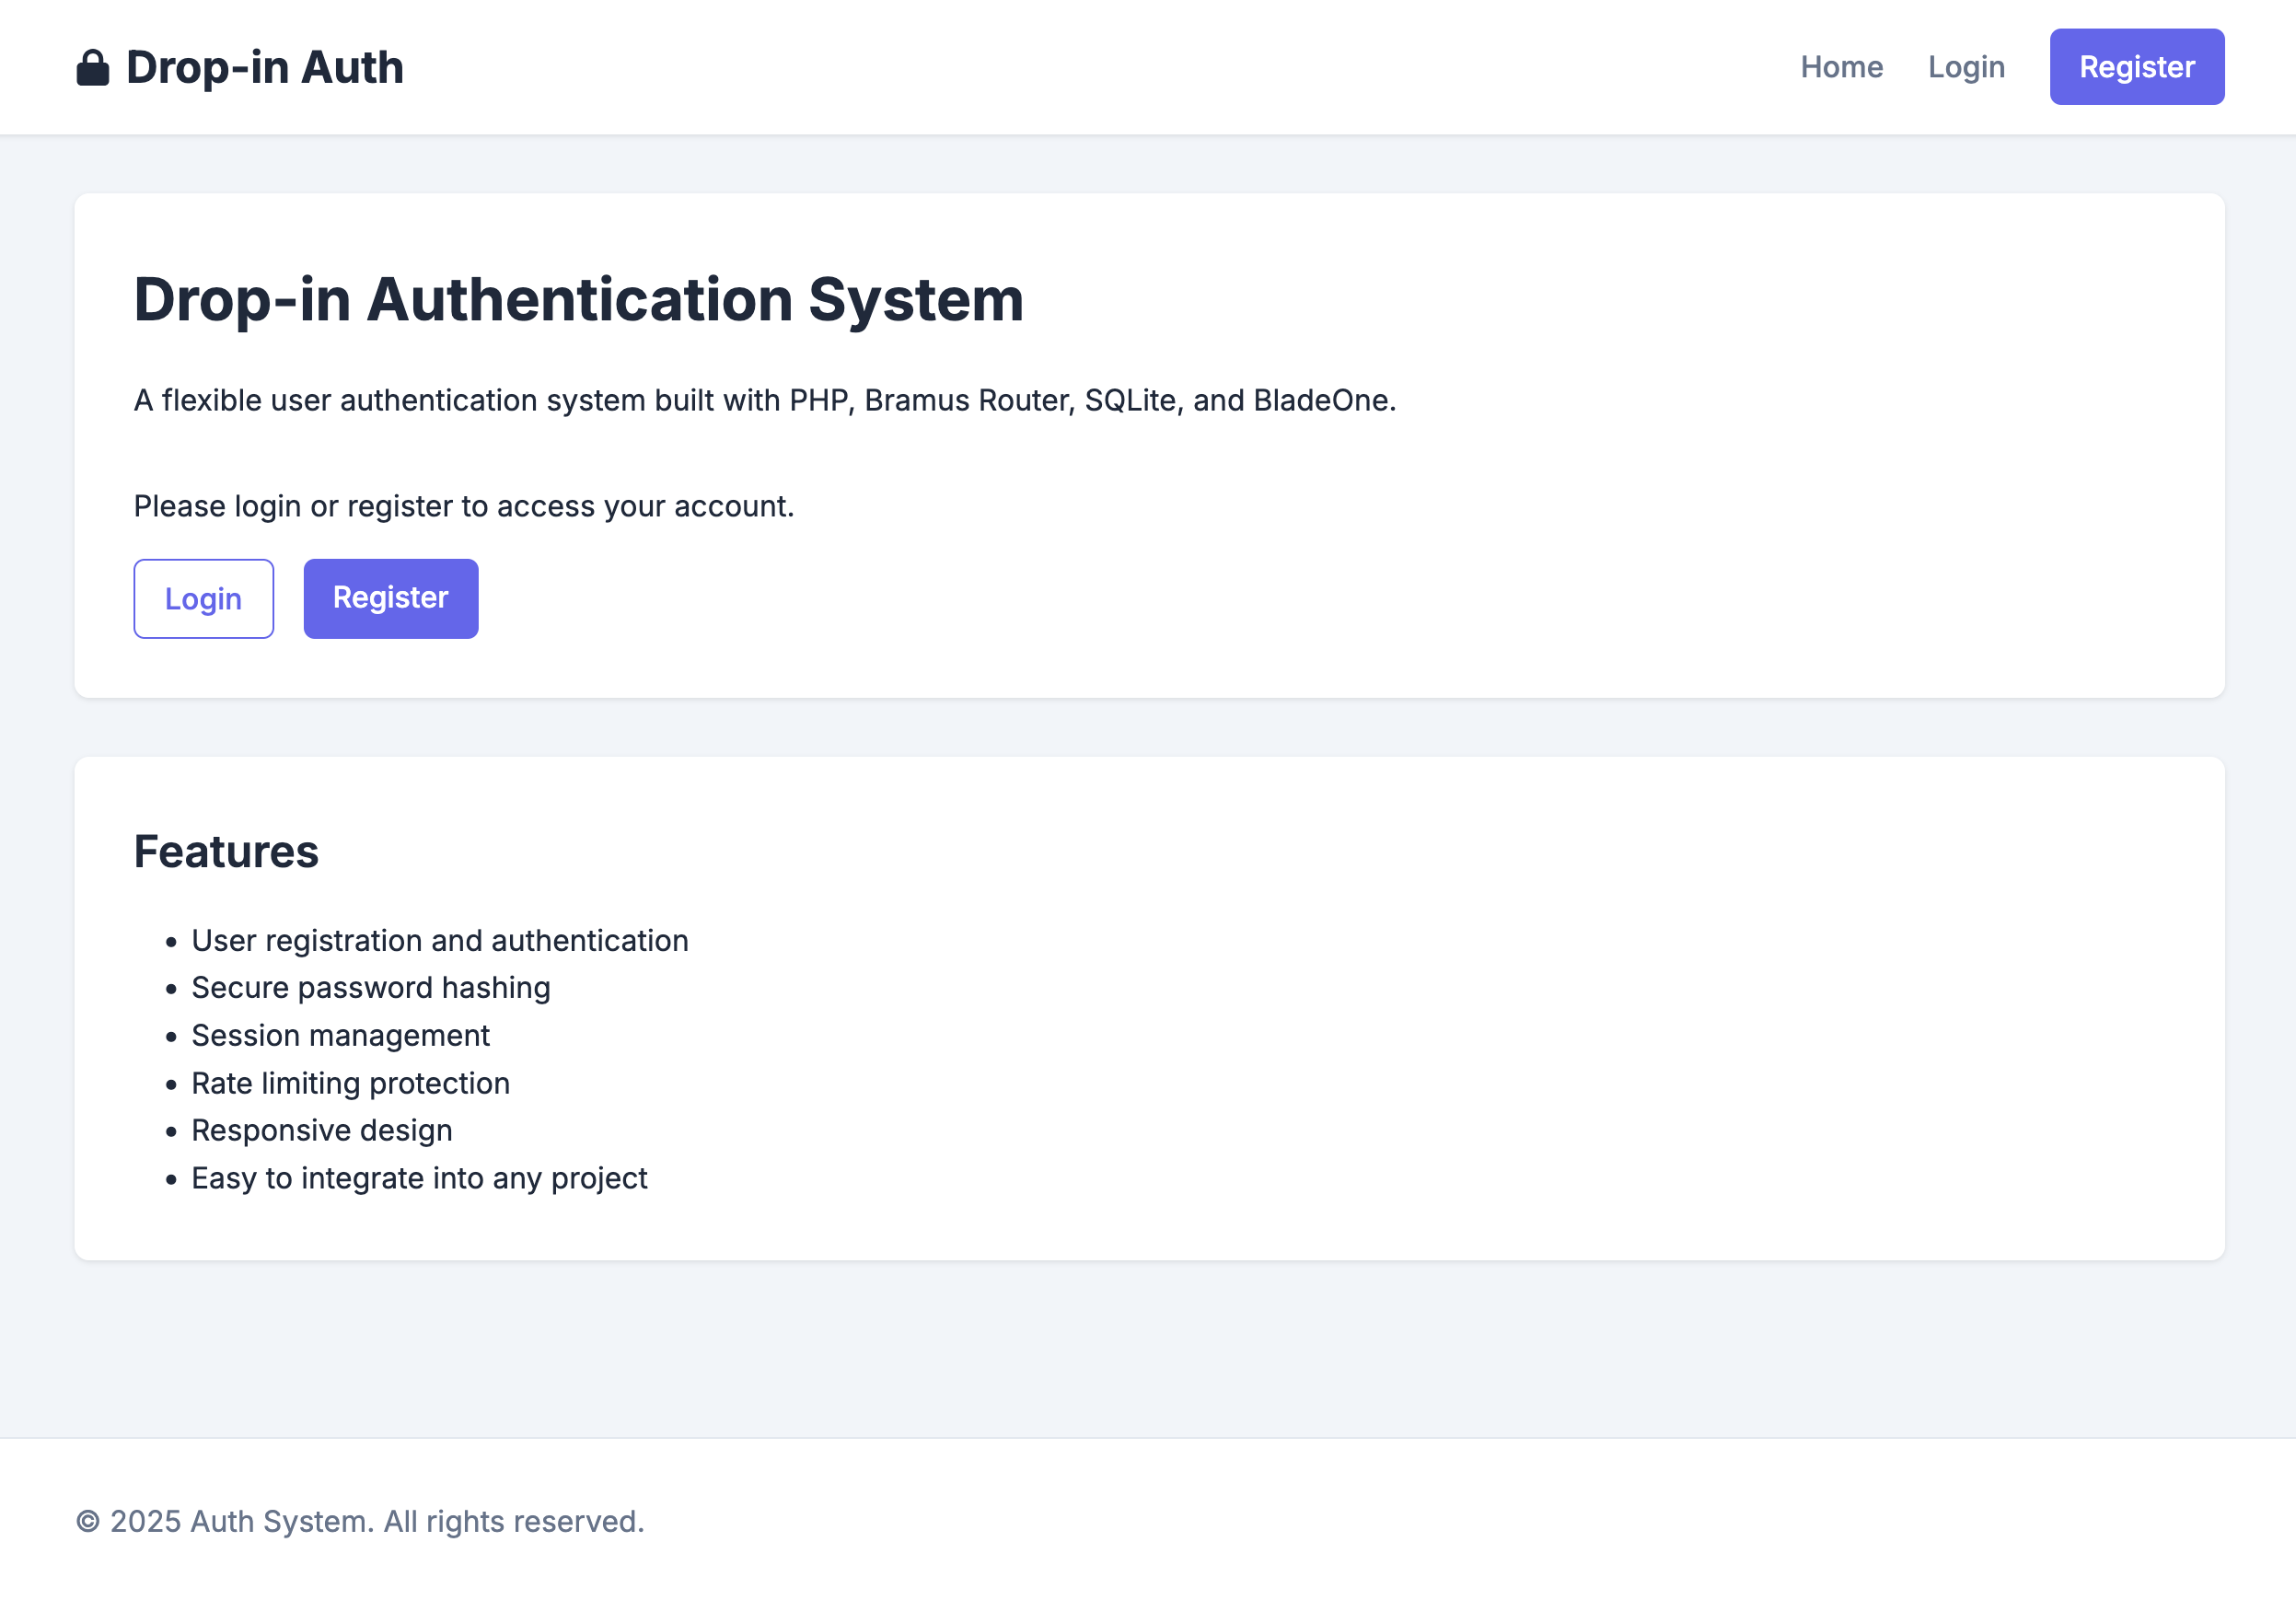 Drop-in Auth
Home
Login
Register
Drop-in Authentication System
A flexible user authentication system built with PHP, Bramus Router, SQLite, and BladeOne.
Please login or register to access your account.
Login
Register
Features
• User registration and authentication
• Secure password hashing
• Session management
• Rate limiting protection
• Responsive design
• Easy to integrate into any project
© 2025 Auth System. All rights reserved.